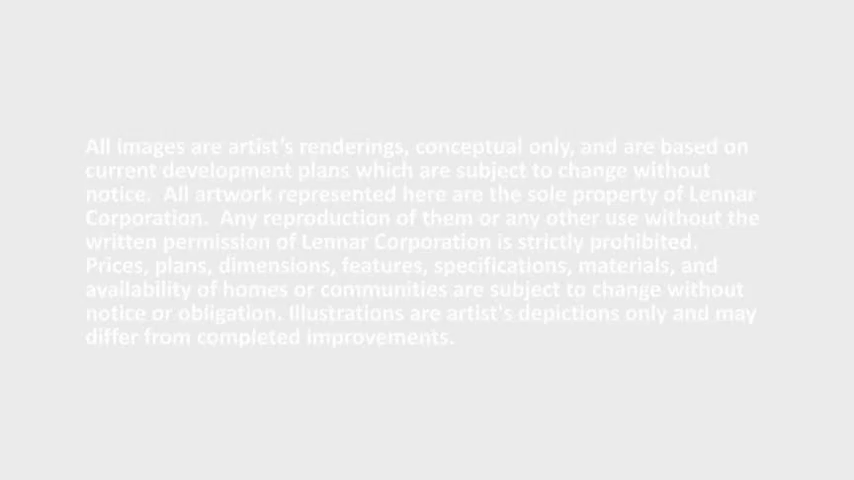 All images are artist's renderings, conceptual only, and are based on
current development plans which are subject to change without
notice.  All artwork represented here are the sole property of Lennar
Corporation.  Any reproduction of them or any other use without the
written permission of Lennar Corporation is strictly prohibited.
Prices, plans, dimensions, features, specifications, materials, and
availability of homes or communities are subject to change without
notice or obligation. Illustrations are artist's depictions only and may
differ from completed improvements.